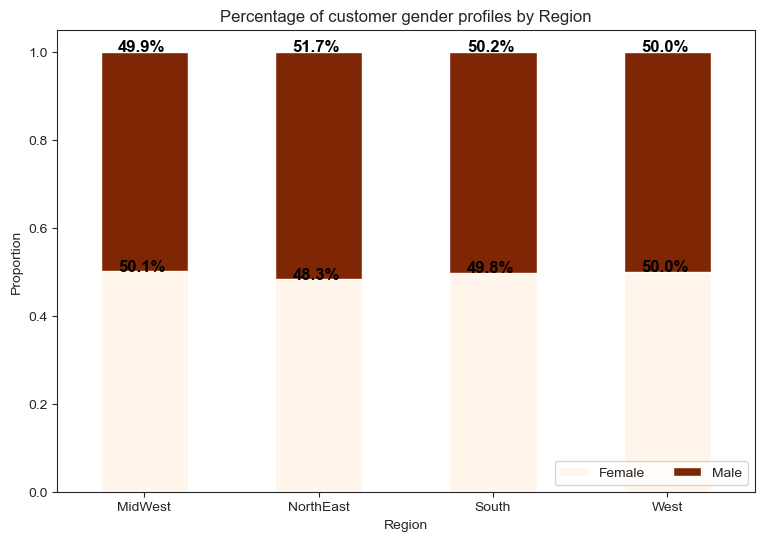 Percentage of customer gender profiles by Region
49.9% 51.7% 50.2% 50.0%
1.0
0.8
0.6
50.1% 48.3% 49.8% 50.0%
0.4
0.2
0.0
Proportion
Female Male
MidWest NorthEast South West
Region